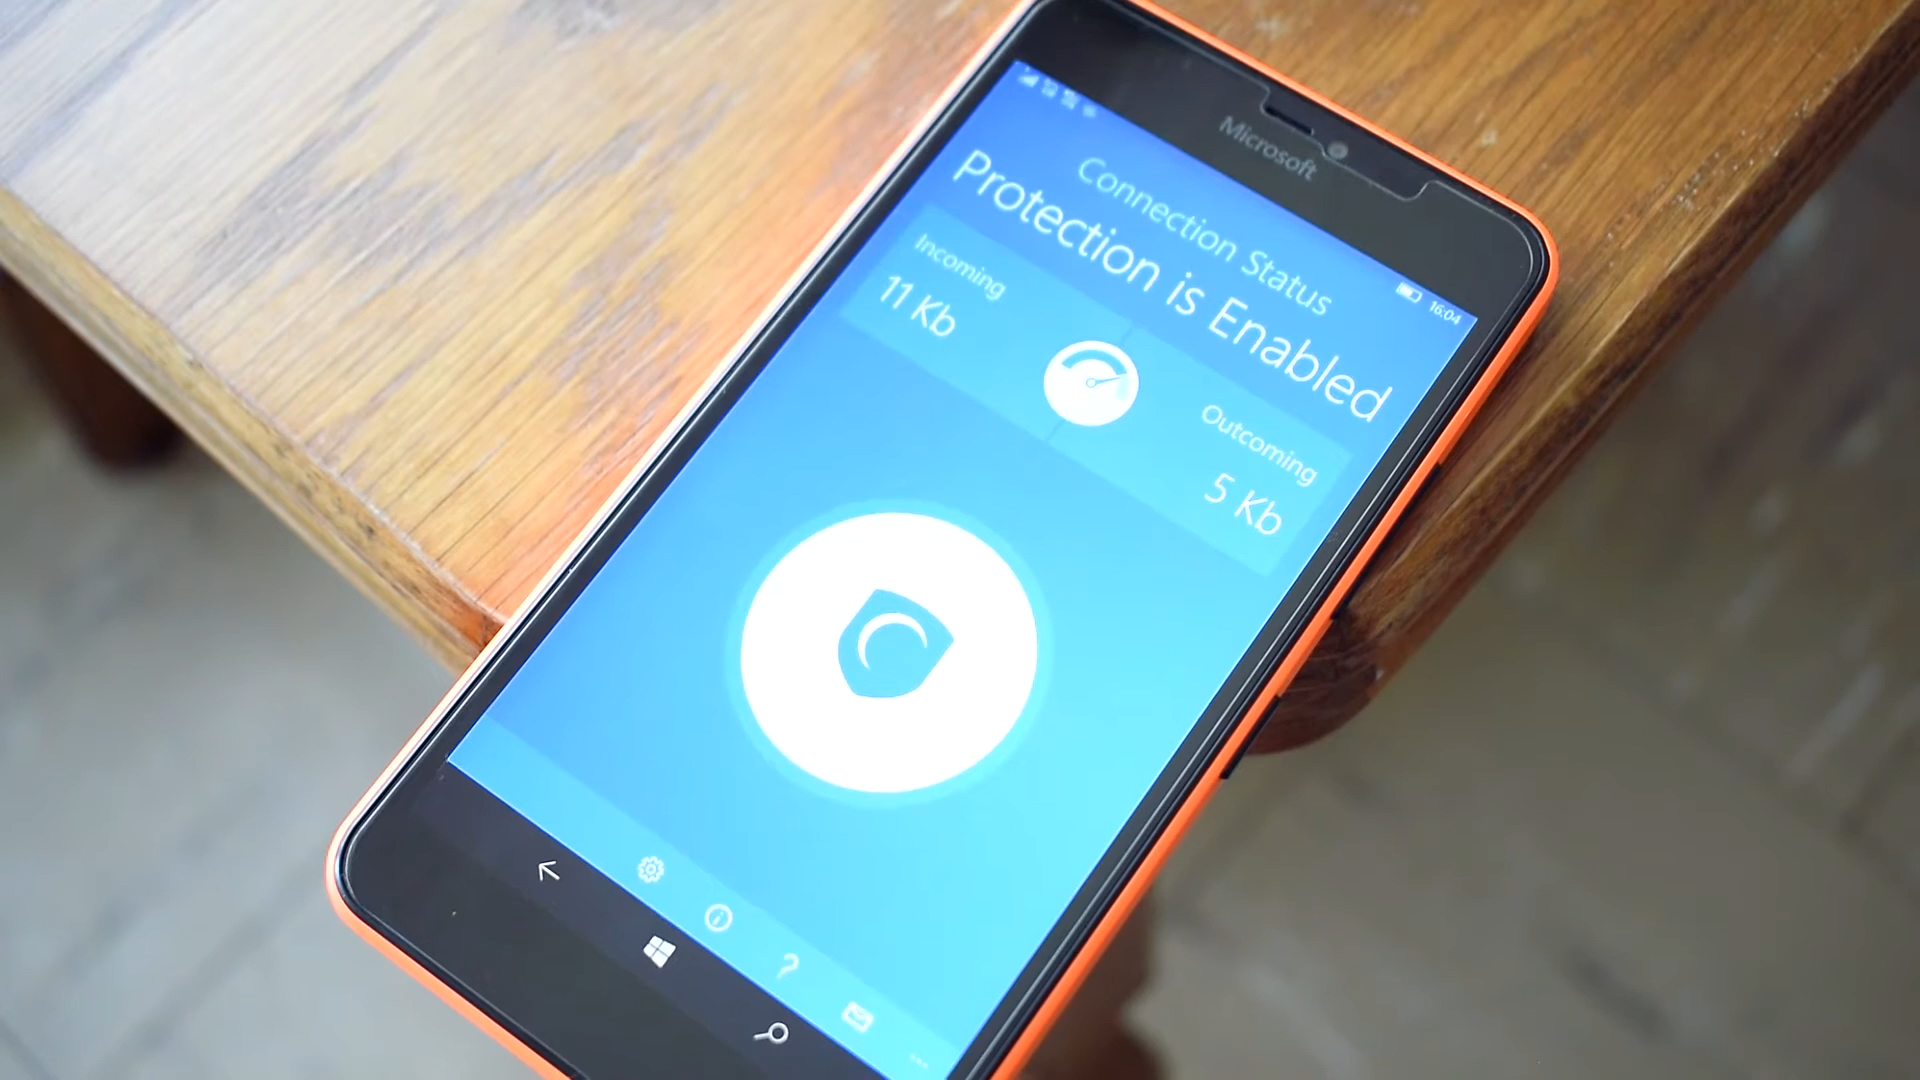 Microsoft
16:04
Connection Status
Protection is Enabled
Incoming
11 Kb
Outcoming
5 Kb